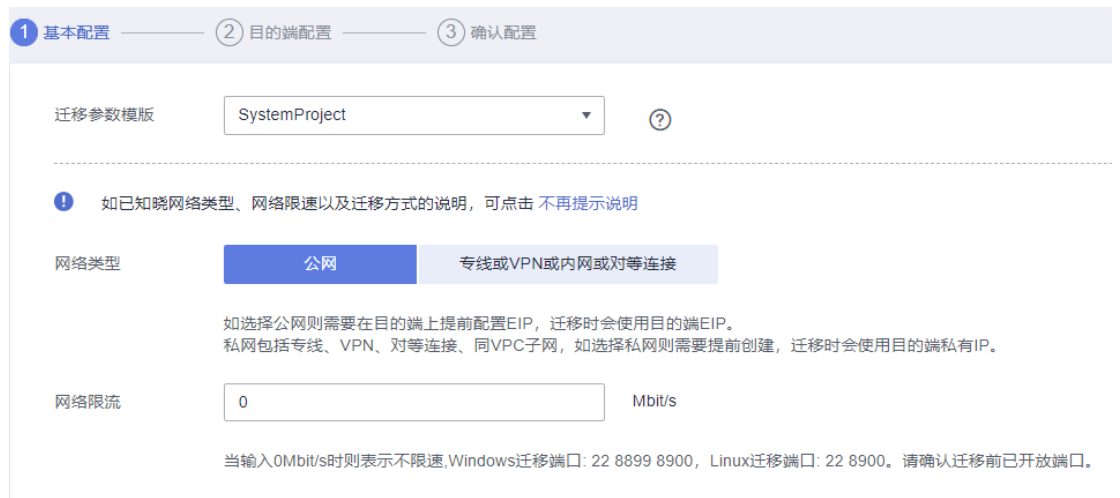 1 基本配置 2 目的端配置 3 确认配置
迁移参数模版 SystemProject ?
! 如已知晓网络类型、网络限速以及迁移方式的说明，可点击 不再提示说明
网络类型 公网 专线或VPN或内网或对等连接
如选择公网则需要在目的端上提前配置EIP，迁移时会使用目的端EIP。
私网包括专线、VPN、对等连接、同VPC子网，如选择私网则需要提前创建，迁移时会使用目的端私有IP。
网络限流 0 Mbit/s
当输入0Mbit/s时则表示不限速,Windows迁移端口: 22 8899 8900，Linux迁移端口: 22 8900。请确认迁移前已开放端口。